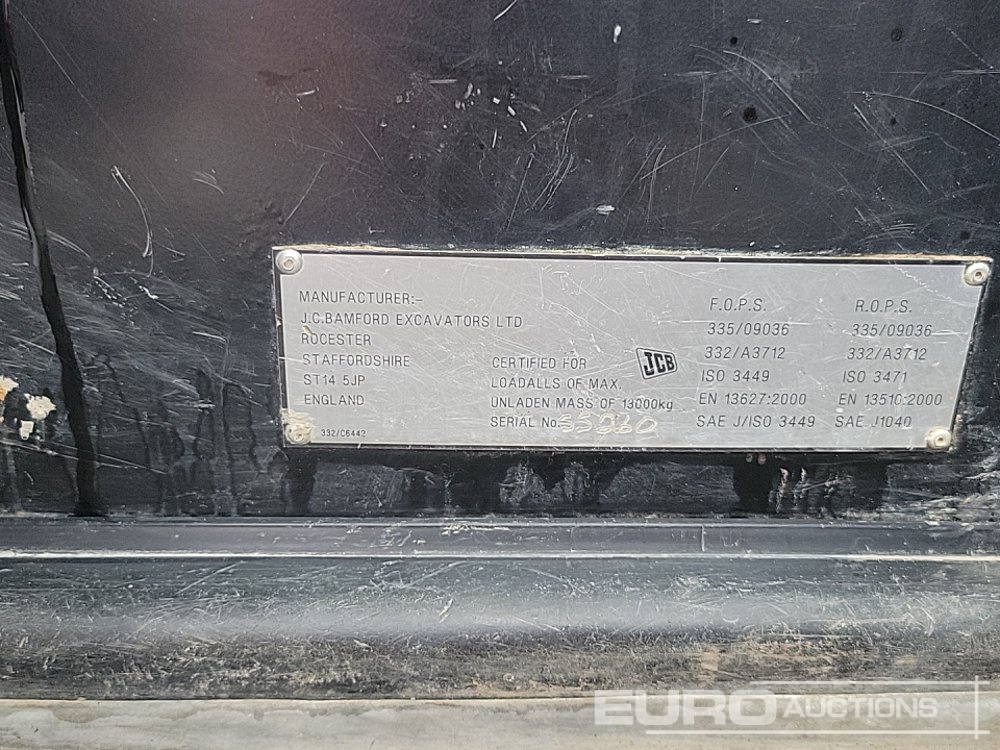 MANUFACTURER:-
J.C.BAMFORD EXCAVATORS LTD
ROCESTER
STAFFORDSHIRE
ST14 5JP
ENGLAND
332/C6442
CERTIFIED FOR
LOADALLS OF MAX.
UNLADEN MASS OF 13000kg
SERIAL No.
JCB
F.O.P.S.
335/09036
332/A3712
ISO 3449
EN 13627:2000
SAE J/ISO 3449
R.O.P.S.
335/09036
332/A3712
ISO 3471
EN 13510:2000
SAE J1040
EURO AUCTIONS